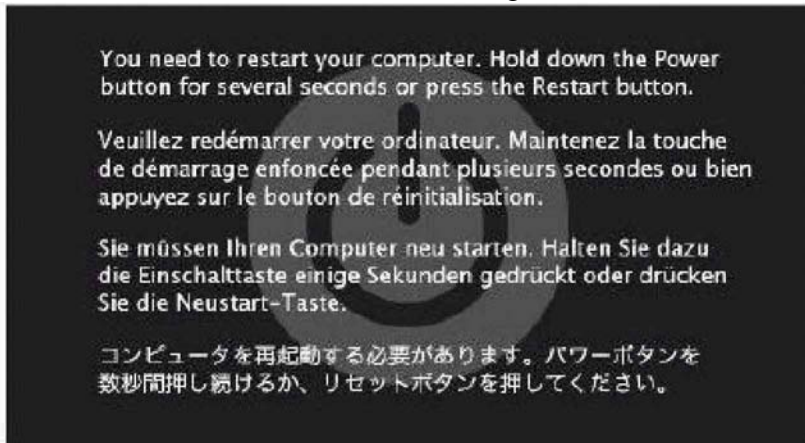 You need to restart your computer. Hold down the Power
button for several seconds or press the Restart button.
Veuillez redémarrer votre ordinateur. Maintenez la touche
de démarrage enfoncée pendant plusieurs secondes ou bien
appuyez sur le bouton de réinitialisation.
Sie müssen Ihren Computer neu starten. Halten Sie dazu
die Einschalttaste einige Sekunden gedrückt oder drücken
Sie die Neustart-Taste.
コンピュータを再起動する必要があります。パワーボタンを
数秒間押し続けるか、リセットボタンを押してください。